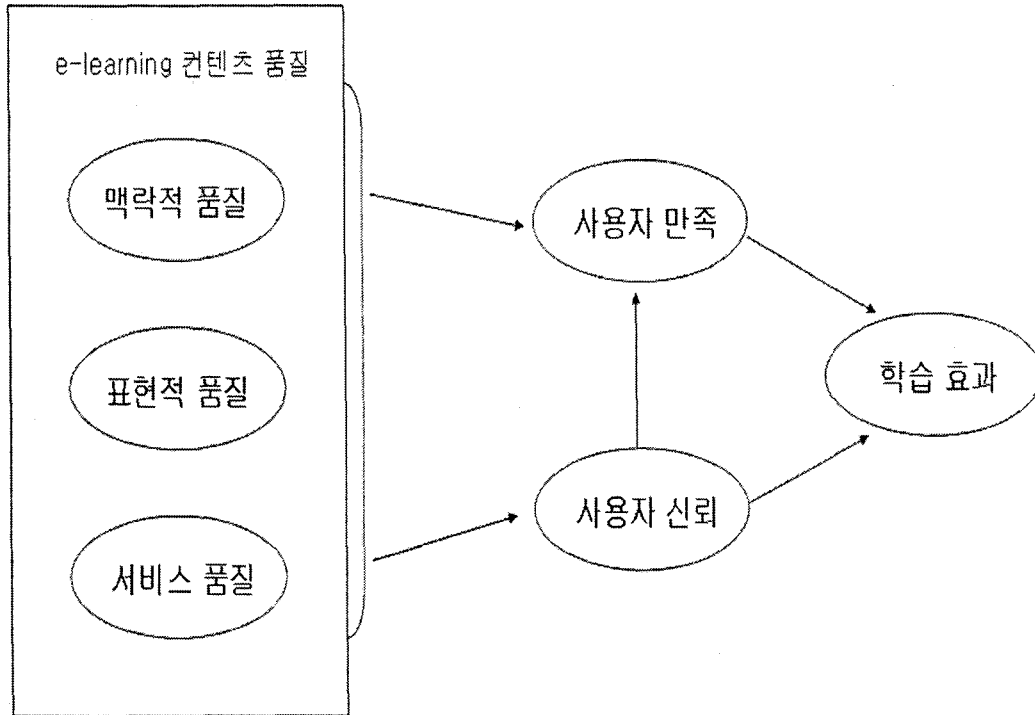 e-learning 컨텐츠 품질
맥락적 품질
사용자 만족
표현적 품질
학습 효과
사용자 신뢰
서비스 품질